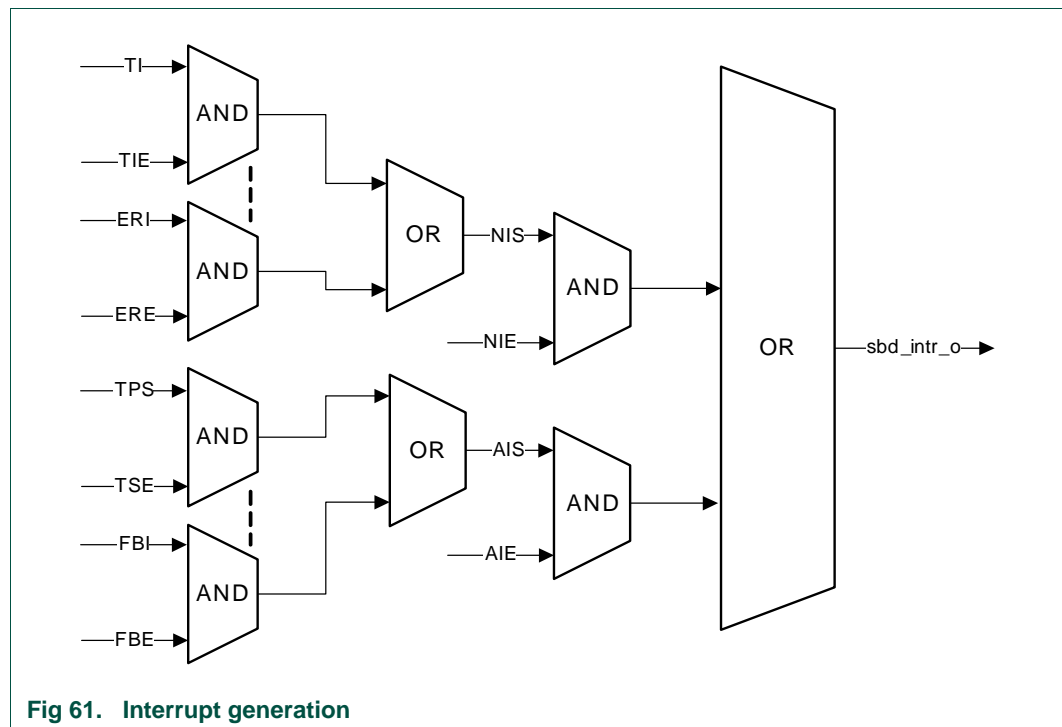 TI
AND
TIE
ERI
AND
ERE
OR
NIS
AND
NIE
TPS
AND
TSE
FBI
AND
FBE
OR
AIS
AND
AIE
OR
sbd_intr_o
Fig 61. Interrupt generation